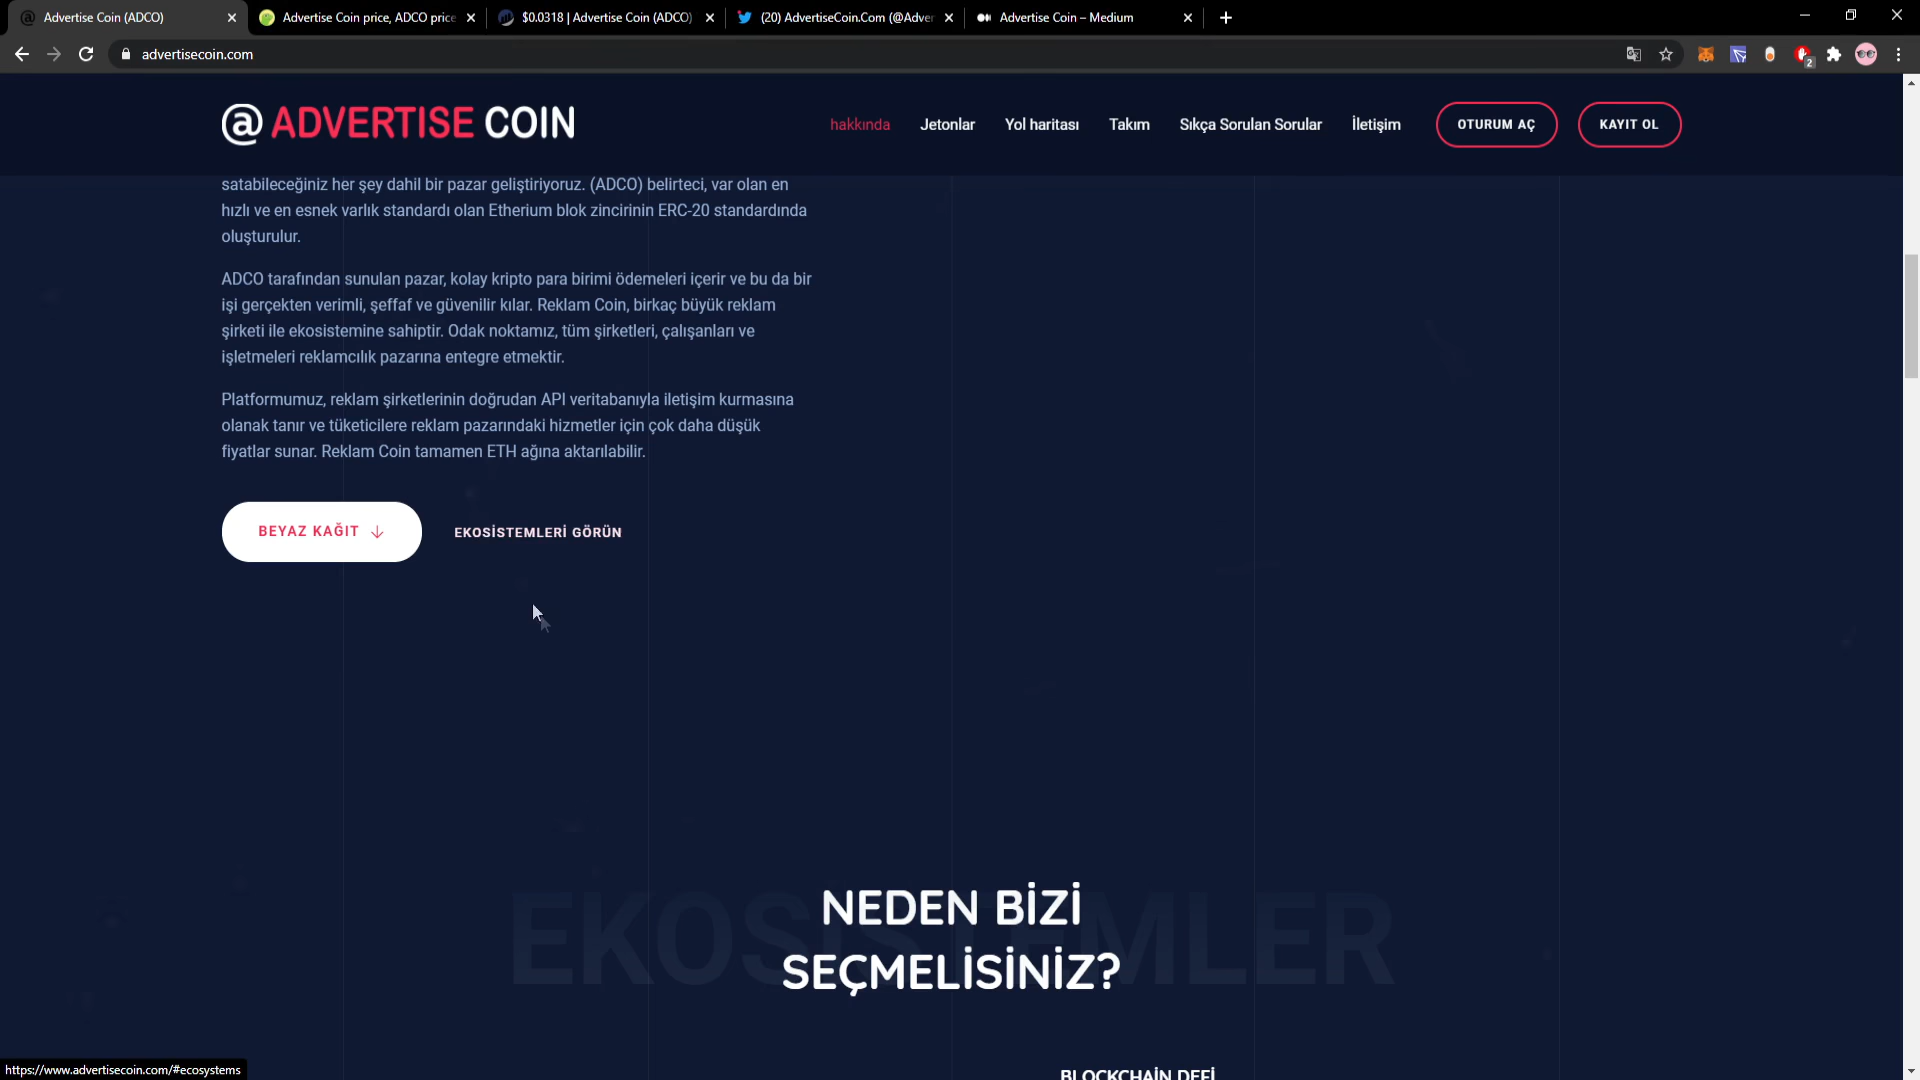 Advertise Coin (ADCO)
Advertise Coin price, ADCO price
$0.0318 | Advertise Coin (ADCO)
(20) AdvertiseCoin.Com (@Adver
Advertise Coin – Medium
advertisecoin.com
2
@ ADVERTISE COIN
hakkında
Jetonlar
Yol haritası
Takım
Sıkça Sorulan Sorular
İletişim
OTURUM AÇ
KAYIT OL
satabileceğiniz her şey dahil bir pazar geliştiriyoruz. (ADCO) belirteci, var olan en
hızlı ve en esnek varlık standardı olan Etherium blok zincirinin ERC-20 standardında
oluşturulur.
ADCO tarafından sunulan pazar, kolay kripto para birimi ödemeleri içerir ve bu da bir
işi gerçekten verimli, şeffaf ve güvenilir kılar. Reklam Coin, birkaç büyük reklam
şirketi ile ekosistemine sahiptir. Odak noktamız, tüm şirketleri, çalışanları ve
işletmeleri reklamcılık pazarına entegre etmektir.
Platformumuz, reklam şirketlerinin doğrudan API veritabanıyla iletişim kurmasına
olanak tanır ve tüketicilere reklam pazarındaki hizmetler için çok daha düşük
fiyatlar sunar. Reklam Coin tamamen ETH ağına aktarılabilir.
BEYAZ KAĞIT
EKOSİSTEMLERİ GÖRÜN
EKOSİSTEMLER
NEDEN BİZİ
SEÇMELİSİNİZ?
BLOCKCHAİN DEFİ
https://www.advertisecoin.com/#ecosystems